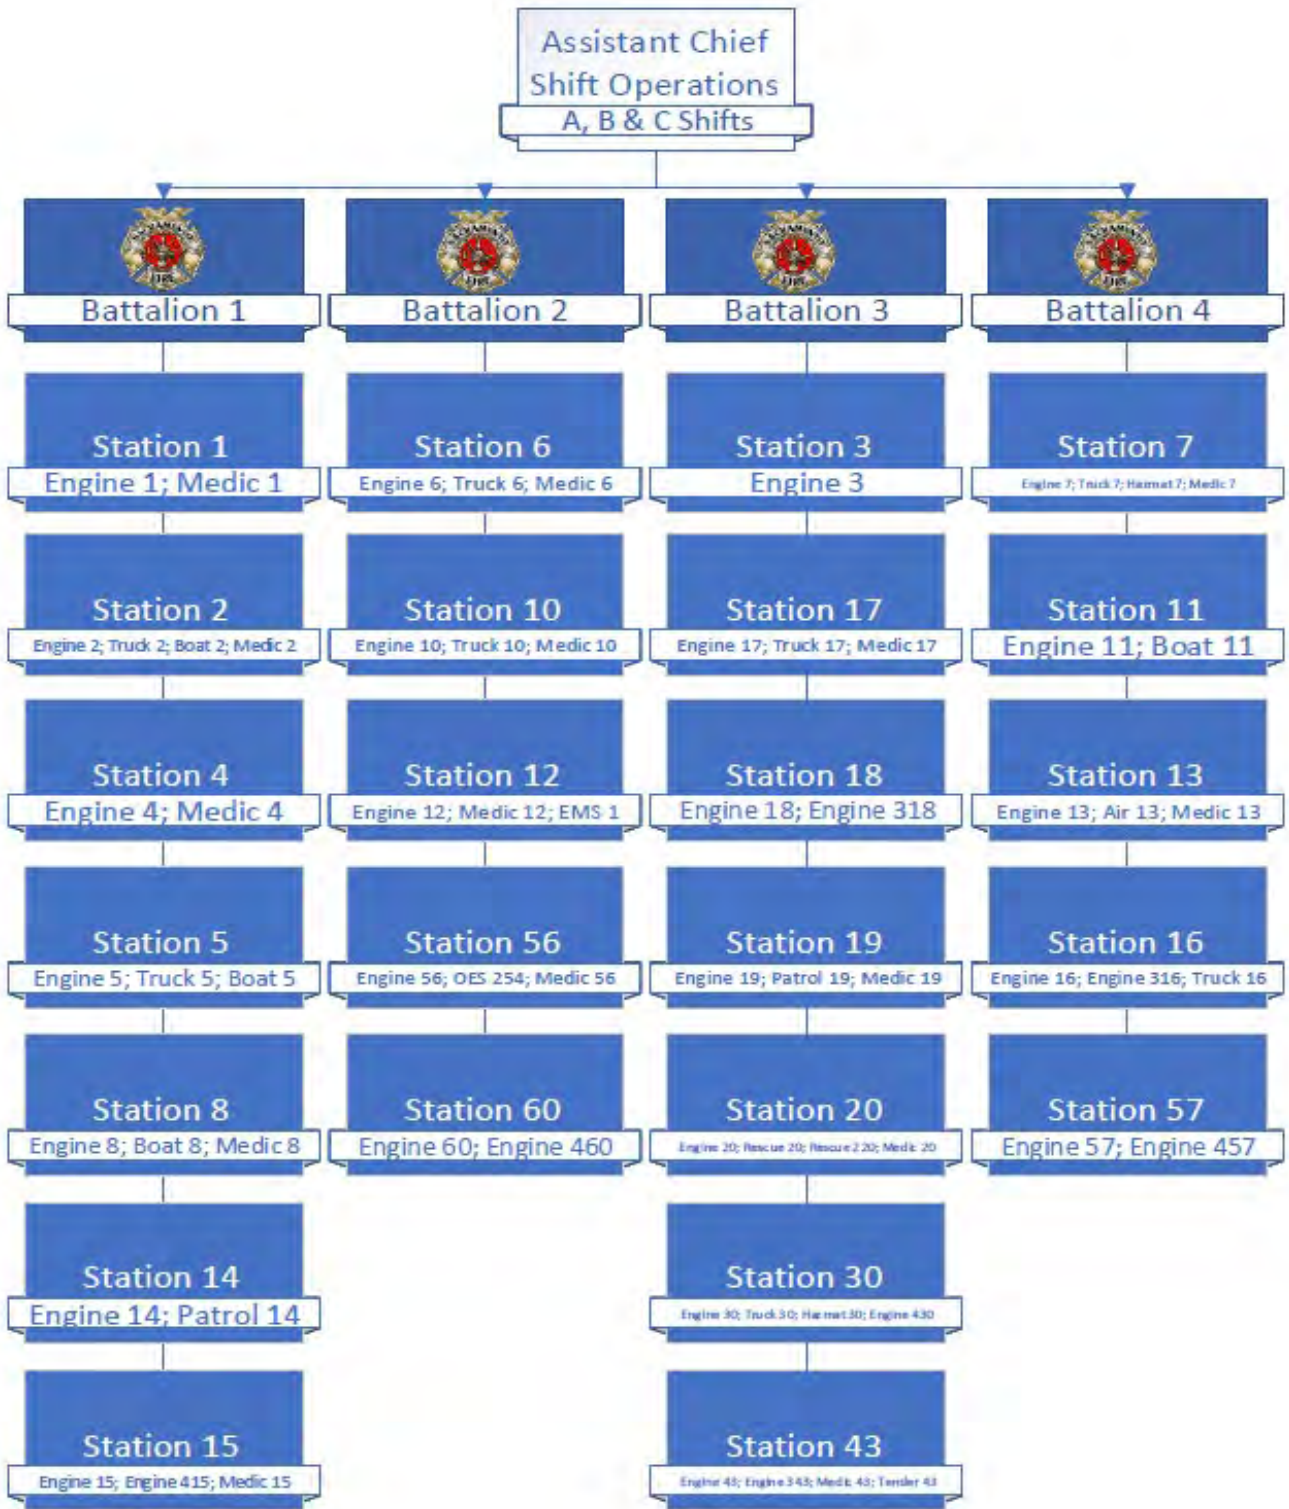 Assistant Chief
Shift Operations
A, B & C Shifts
SACRAMENTO
FIRE
Battalion 1
SACRAMENTO
FIRE
Battalion 2
SACRAMENTO
FIRE
Battalion 3
SACRAMENTO
FIRE
Battalion 4
Station 1
Engine 1; Medic 1
Station 6
Engine 6; Truck 6; Medic 6
Station 3
Engine 3
Station 7
Engine 7; Truck 7; Hazmat 7; Medic 7
Station 2
Engine 2; Truck 2; Boat 2; Medic 2
Station 10
Engine 10; Truck 10; Medic 10
Station 17
Engine 17; Truck 17; Medic 17
Station 11
Engine 11; Boat 11
Station 4
Engine 4; Medic 4
Station 12
Engine 12; Medic 12; EMS 1
Station 18
Engine 18; Engine 318
Station 13
Engine 13; Air 13; Medic 13
Station 5
Engine 5; Truck 5; Boat 5
Station 56
Engine 56; OES 254; Medic 56
Station 19
Engine 19; Patrol 19; Medic 19
Station 16
Engine 16; Engine 316; Truck 16
Station 8
Engine 8; Boat 8; Medic 8
Station 60
Engine 60; Engine 460
Station 20
Engine 20; Rescue 20; Rescue 220; Medic 20
Station 57
Engine 57; Engine 457
Station 14
Engine 14; Patrol 14
Station 30
Engine 30; Truck 30; Hazmat 30; Engine 430
Station 15
Engine 15; Engine 415; Medic 15
Station 43
Engine 43; Engine 343; Medic 43; Tender 43